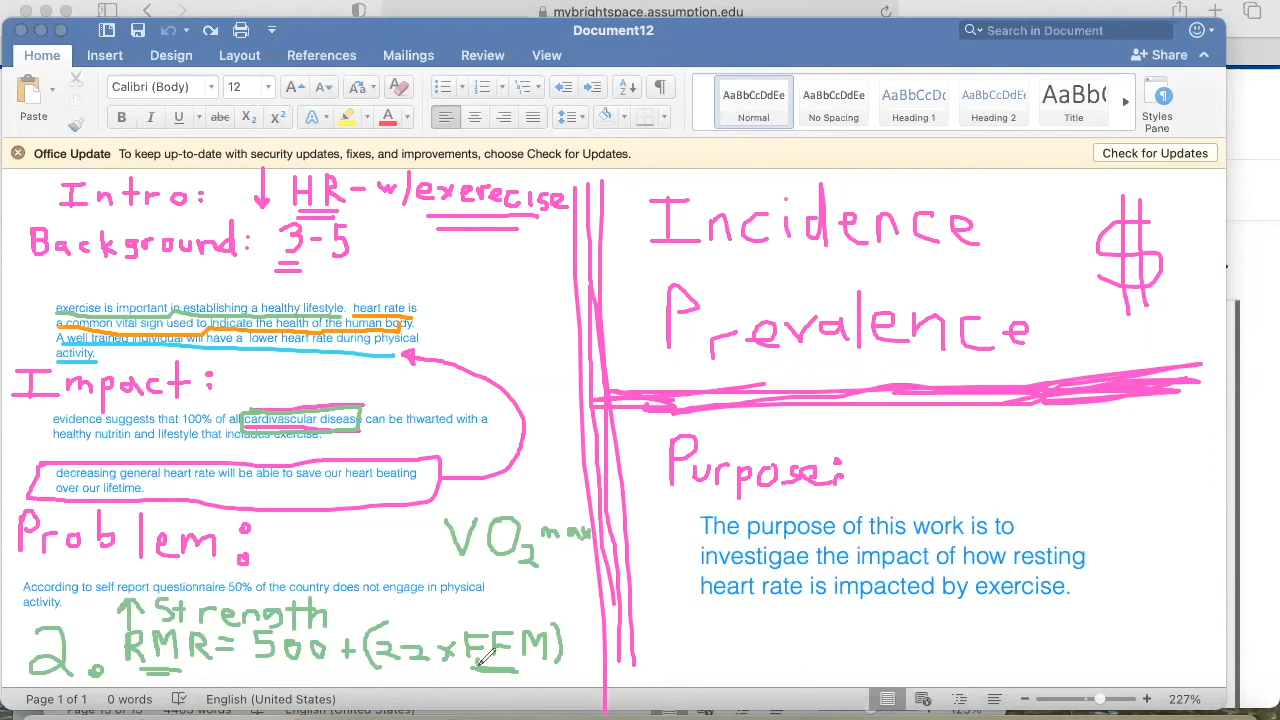 mybrightspace.assumption.edu
Document12
Search in Document
Home Insert Design Layout References Mailings Review View Share
Paste
Calibri (Body) 12
AaBbCcDdEe AaBbCcDdEe AaBbCcDc AaBbCcDdEe AaBb(
Normal No Spacing Heading 1 Heading 2 Title Styles Pane
Office Update To keep up-to-date with security updates, fixes, and improvements, choose Check for Updates. Check for Updates
Intro: ↓ HR - w/ exerecise
Background: 3-5
exercise is important in establishing a healthy lifestyle. heart rate is
a common vital sign used to indicate the health of the human body.
A well trained individual will have a lower heart rate during physical
activity.
Impact:
evidence suggests that 100% of all cardivascular disease can be thwarted with a
healthy nutritin and lifestyle that includes exercise.
decreasing general heart rate will be able to save our heart beating
over our lifetime.
Problem:
VO2 max
According to self report questionnaire 50% of the country does not engage in physical
activity.
↑ Strength
2. RMR = 500 + (22 x FFM)
Incidence $
Prevalence
Purpose:
The purpose of this work is to
investigae the impact of how resting
heart rate is impacted by exercise.
Page 1 of 1 0 words English (United States) 227%